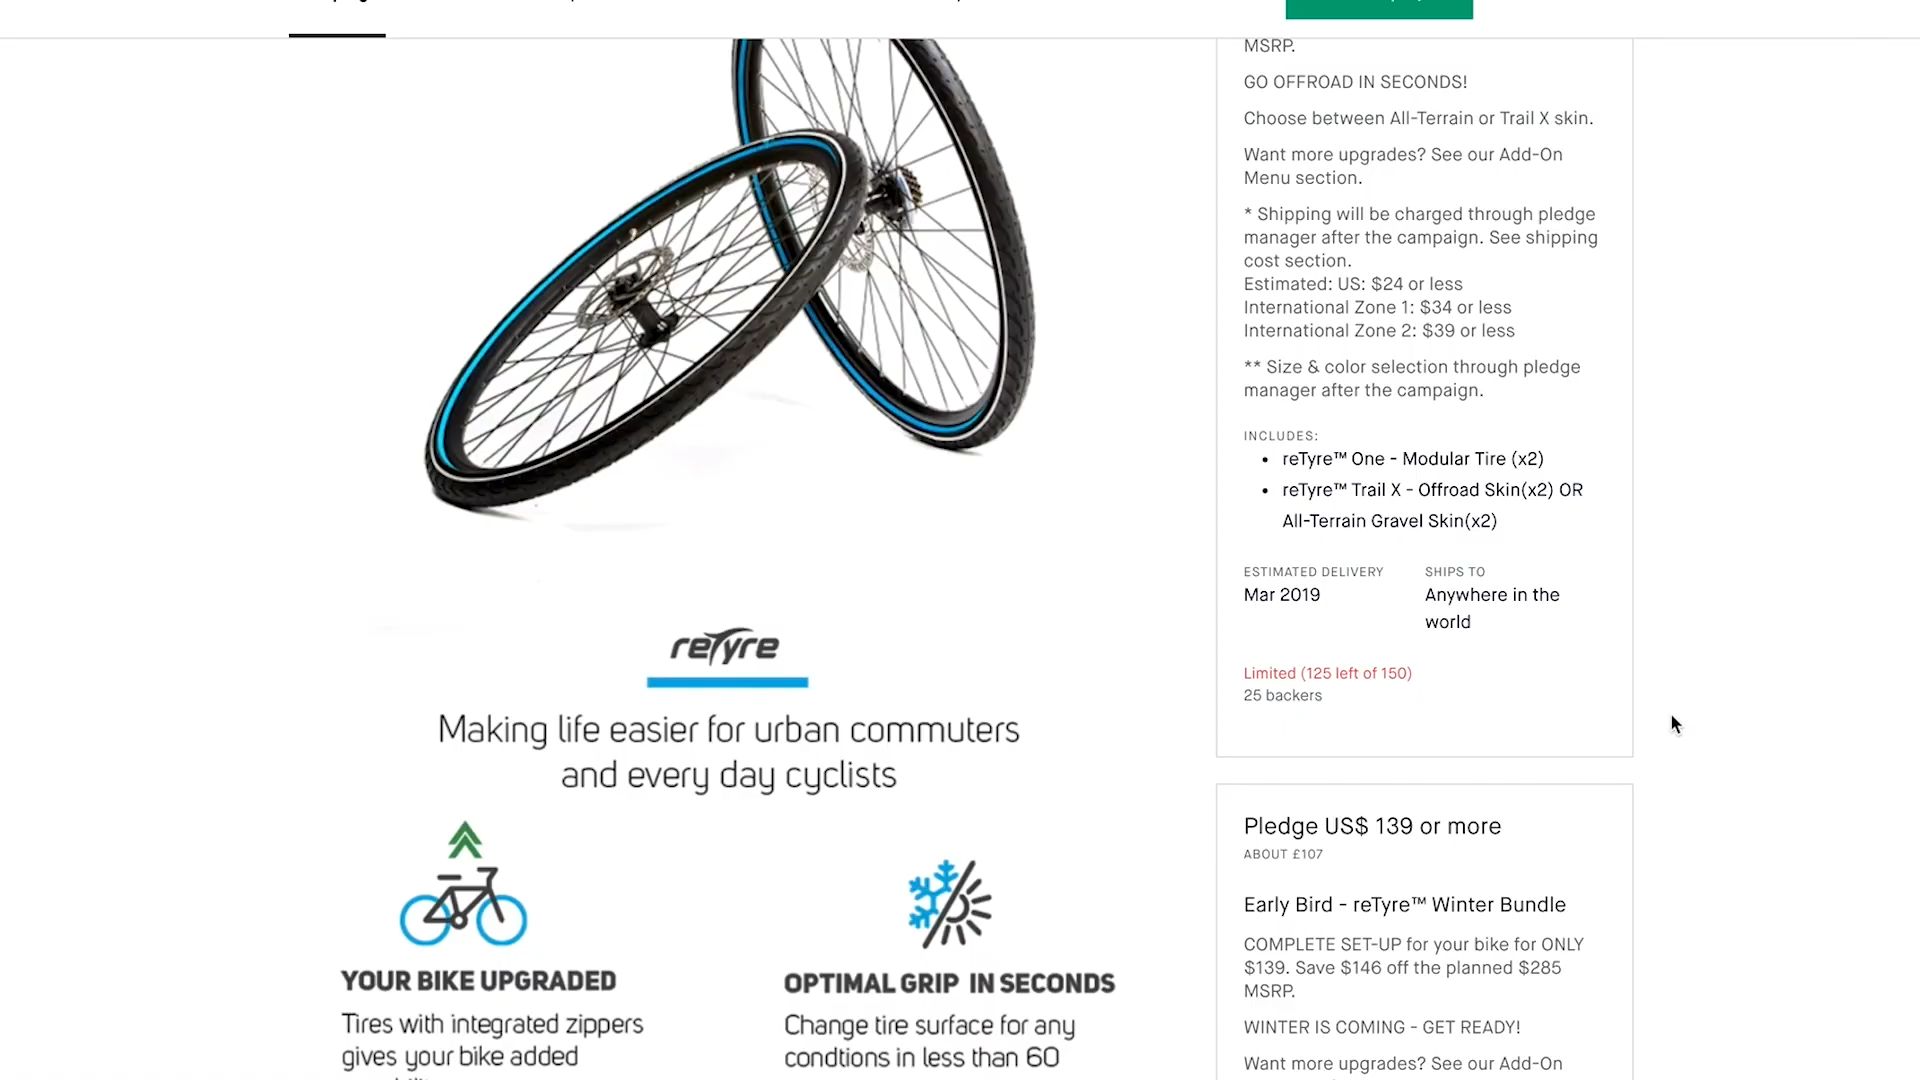 reTyre
Making life easier for urban commuters
and every day cyclists
YOUR BIKE UPGRADED
Tires with integrated zippers
gives your bike added
OPTIMAL GRIP IN SECONDS
Change tire surface for any
condtions in less than 60
MSRP.
GO OFFROAD IN SECONDS!
Choose between All-Terrain or Trail X skin.
Want more upgrades? See our Add-On
Menu section.
* Shipping will be charged through pledge
manager after the campaign. See shipping
cost section.
Estimated: US: $24 or less
International Zone 1: $34 or less
International Zone 2: $39 or less
** Size & color selection through pledge
manager after the campaign.
INCLUDES:
• reTyre™ One - Modular Tire (x2)
• reTyre™ Trail X - Offroad Skin(x2) OR
All-Terrain Gravel Skin(x2)
ESTIMATED DELIVERY
Mar 2019
SHIPS TO
Anywhere in the
world
Limited (125 left of 150)
25 backers
Pledge US$ 139 or more
ABOUT £107
Early Bird - reTyre™ Winter Bundle
COMPLETE SET-UP for your bike for ONLY
$139. Save $146 off the planned $285
MSRP.
WINTER IS COMING - GET READY!
Want more upgrades? See our Add-On